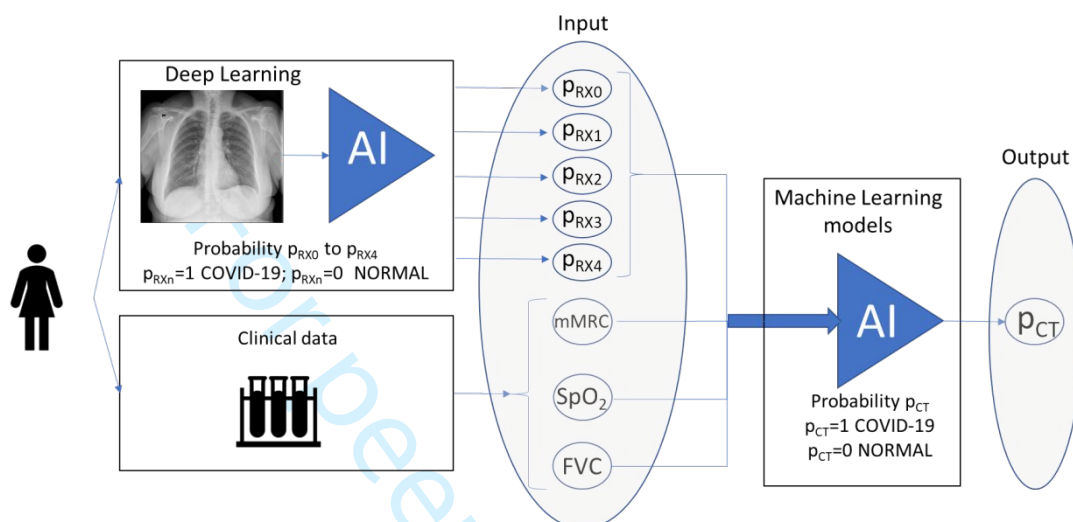 Input
Deep Learning
AI
Probability pRX0 to pRX4
pRXn=1 COVID-19; pRXn=0 NORMAL
Clinical data
pRX0
pRX1
pRX2
pRX3
pRX4
mMRC
SpO2
FVC
Machine Learning
models
AI
Probability pCT
pCT=1 COVID-19
pCT=0 NORMAL
Output
pCT
For peer